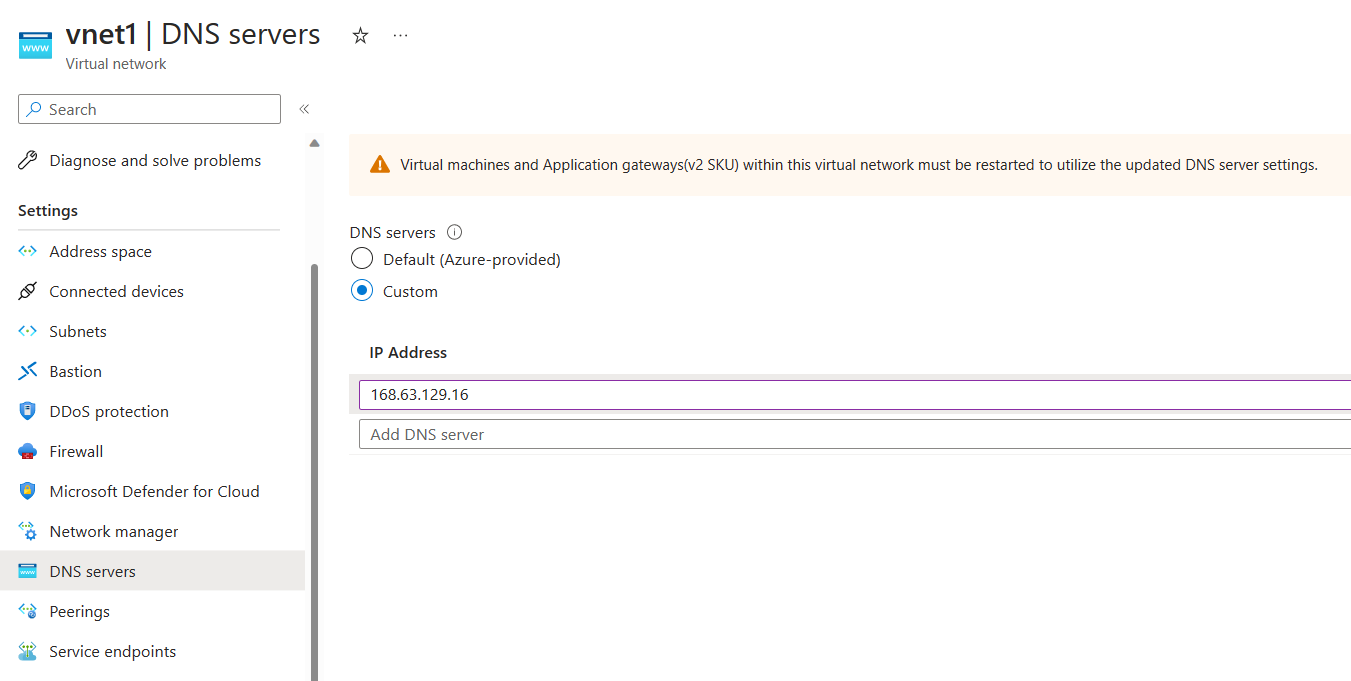 vnet1 | DNS servers
Virtual network
Search
Diagnose and solve problems
Settings
Address space
Connected devices
Subnets
Bastion
DDoS protection
Firewall
Microsoft Defender for Cloud
Network manager
DNS servers
Peerings
Service endpoints
Virtual machines and Application gateways(v2 SKU) within this virtual network must be restarted to utilize the updated DNS server settings.
DNS servers
Default (Azure-provided)
Custom
IP Address
168.63.129.16
Add DNS server